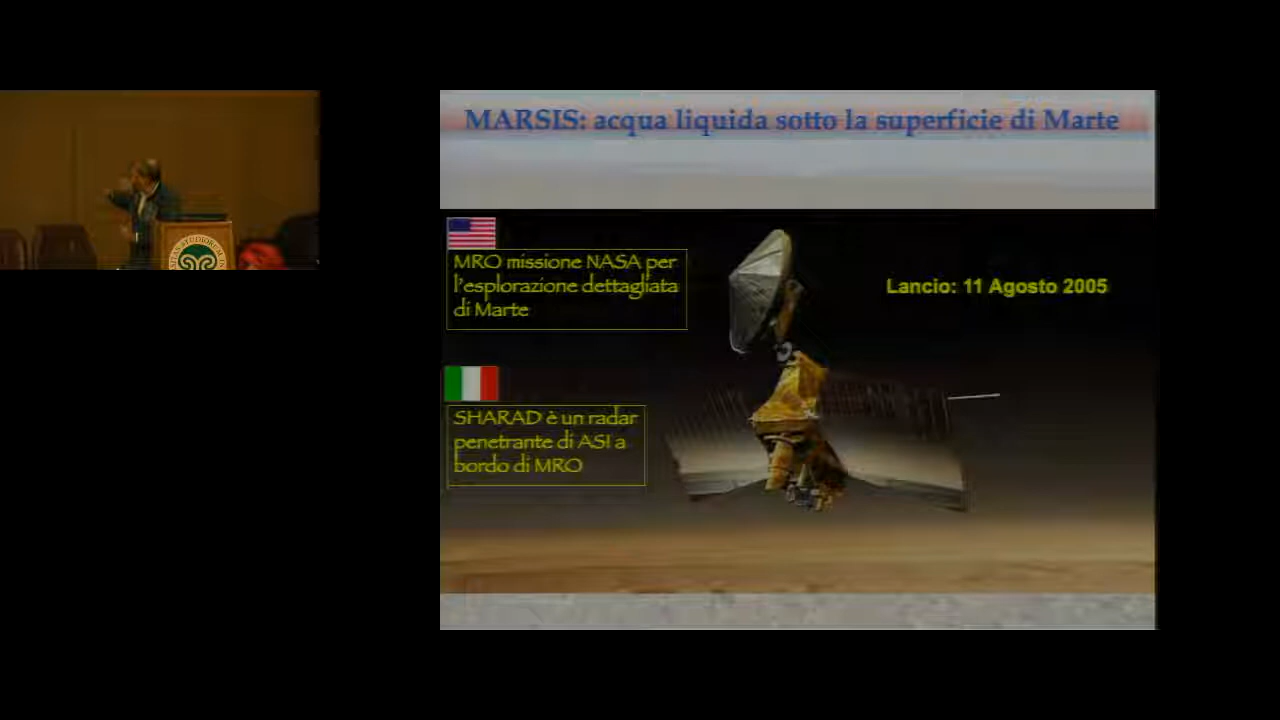 MARSIS: acqua liquida sotto la superficie di Marte
MRO missione NASA per
l'esplorazione dettagliata
di Marte
Lancio: 11 Agosto 2005
SHARAD è un radar
penetrante di ASI a
bordo di MRO